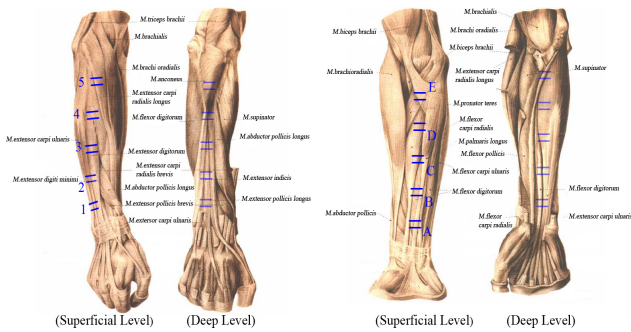 M.triceps brachii
M.brachialis
M.brachi oradialis
M.anconeus
M.extensor carpi
radialis longus
M.flexor digitorum
M.supinator
M.abductor pollicis longus
M.extensor carpi ulnaris
M.extensor digitorum
M.extensor carpi
radialis brevis
M.extensor digiti minimi
M.extensor indicis
M.abductor pollicis longus
M.extensor pollicis brevis
M.extensor pollicis longus
M.extersor carpi ulnaris
5
4
3
2
1
(Superficial Level)
(Deep Level)
M.biceps brachii
M.brachialis
M.brachi oradialis
M.biceps brachii
M.brachioradialis
M.extensor carpi
radialis longus
M.supinator
M.pronator teres
M.flexor
carpi radialis
M.palmaris longus
M.flexor pollicis
M.flexor carpi ulnaris
M.flexor digitorum
M.flexor digitorum
M.abductor pollicis
M.flexor
carpi radialis
M.extensor carpi ulnaris
E
D
C
B
A
(Superficial Level)
(Deep Level)